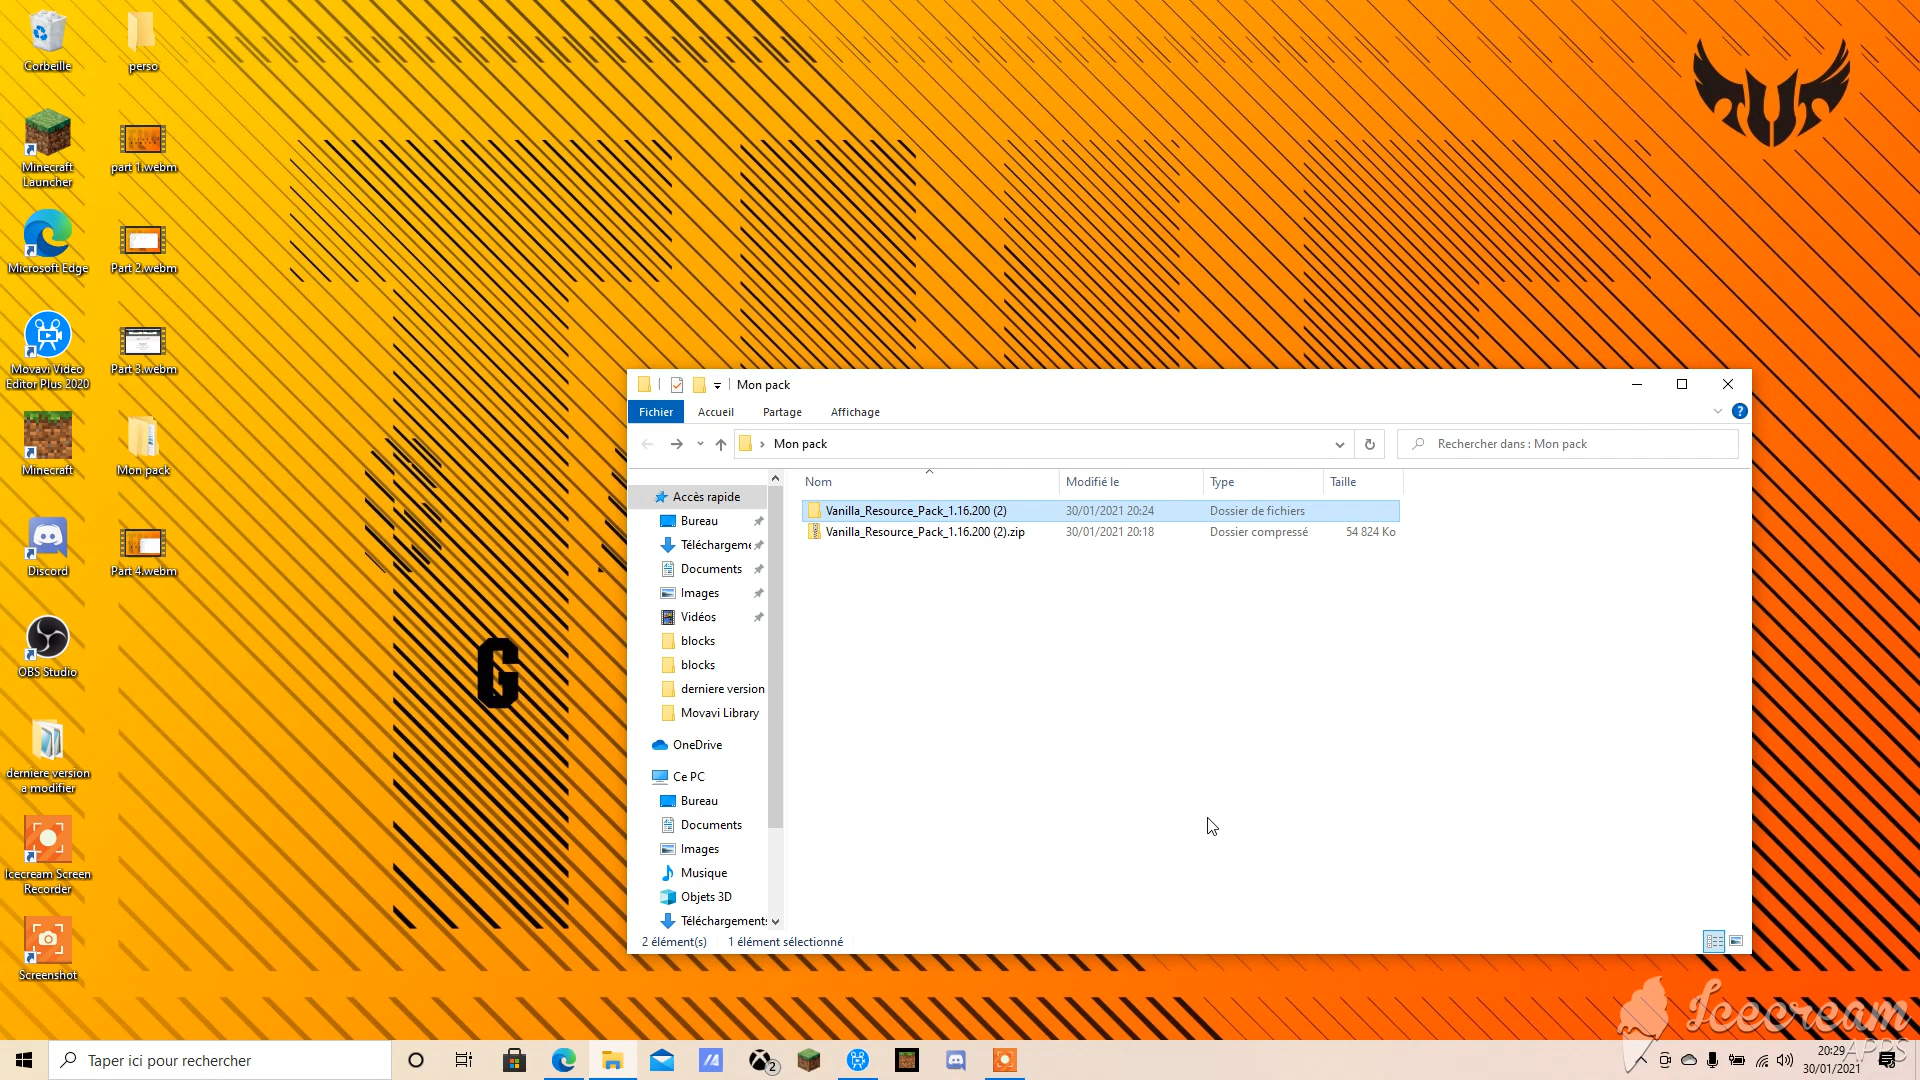 Corbeille
perso
Minecraft
Launcher
part 1.webm
Microsoft Edge
Part 2.webm
Movavi Video
Editor Plus 2020
Part 3.webm
Minecraft
Mon pack
Discord
Part 4.webm
OBS Studio
derniere version
a modifier
Icecream Screen
Recorder
Screenshot
G
Mon pack
Fichier
Accueil
Partage
Affichage
?
Mon pack
Rechercher dans : Mon pack
Nom
Modifié le
Type
Taille
Vanilla_Resource_Pack_1.16.200 (2)
30/01/2021 20:24
Dossier de fichiers
Vanilla_Resource_Pack_1.16.200 (2).zip
30/01/2021 20:18
Dossier compressé
54 824 Ko
Accès rapide
Bureau
Téléchargeme
Documents
Images
Vidéos
blocks
blocks
derniere version
Movavi Library
OneDrive
Ce PC
Bureau
Documents
Images
Musique
Objets 3D
Téléchargements
2 élément(s)
1 élément sélectionné
Icecream
APPS
Taper ici pour rechercher
2
20:29
30/01/2021